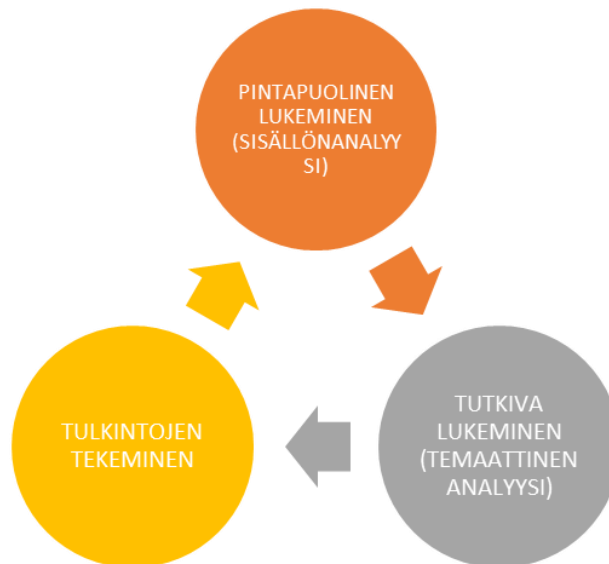 PINTAPUOLINEN
LUKEMINEN
(SISÄLLÖNANALYY
SI)
TUTKIVA
LUKEMINEN
(TEMAATTINEN
ANALYYSI)
TULKINTOJEN
TEKEMINEN